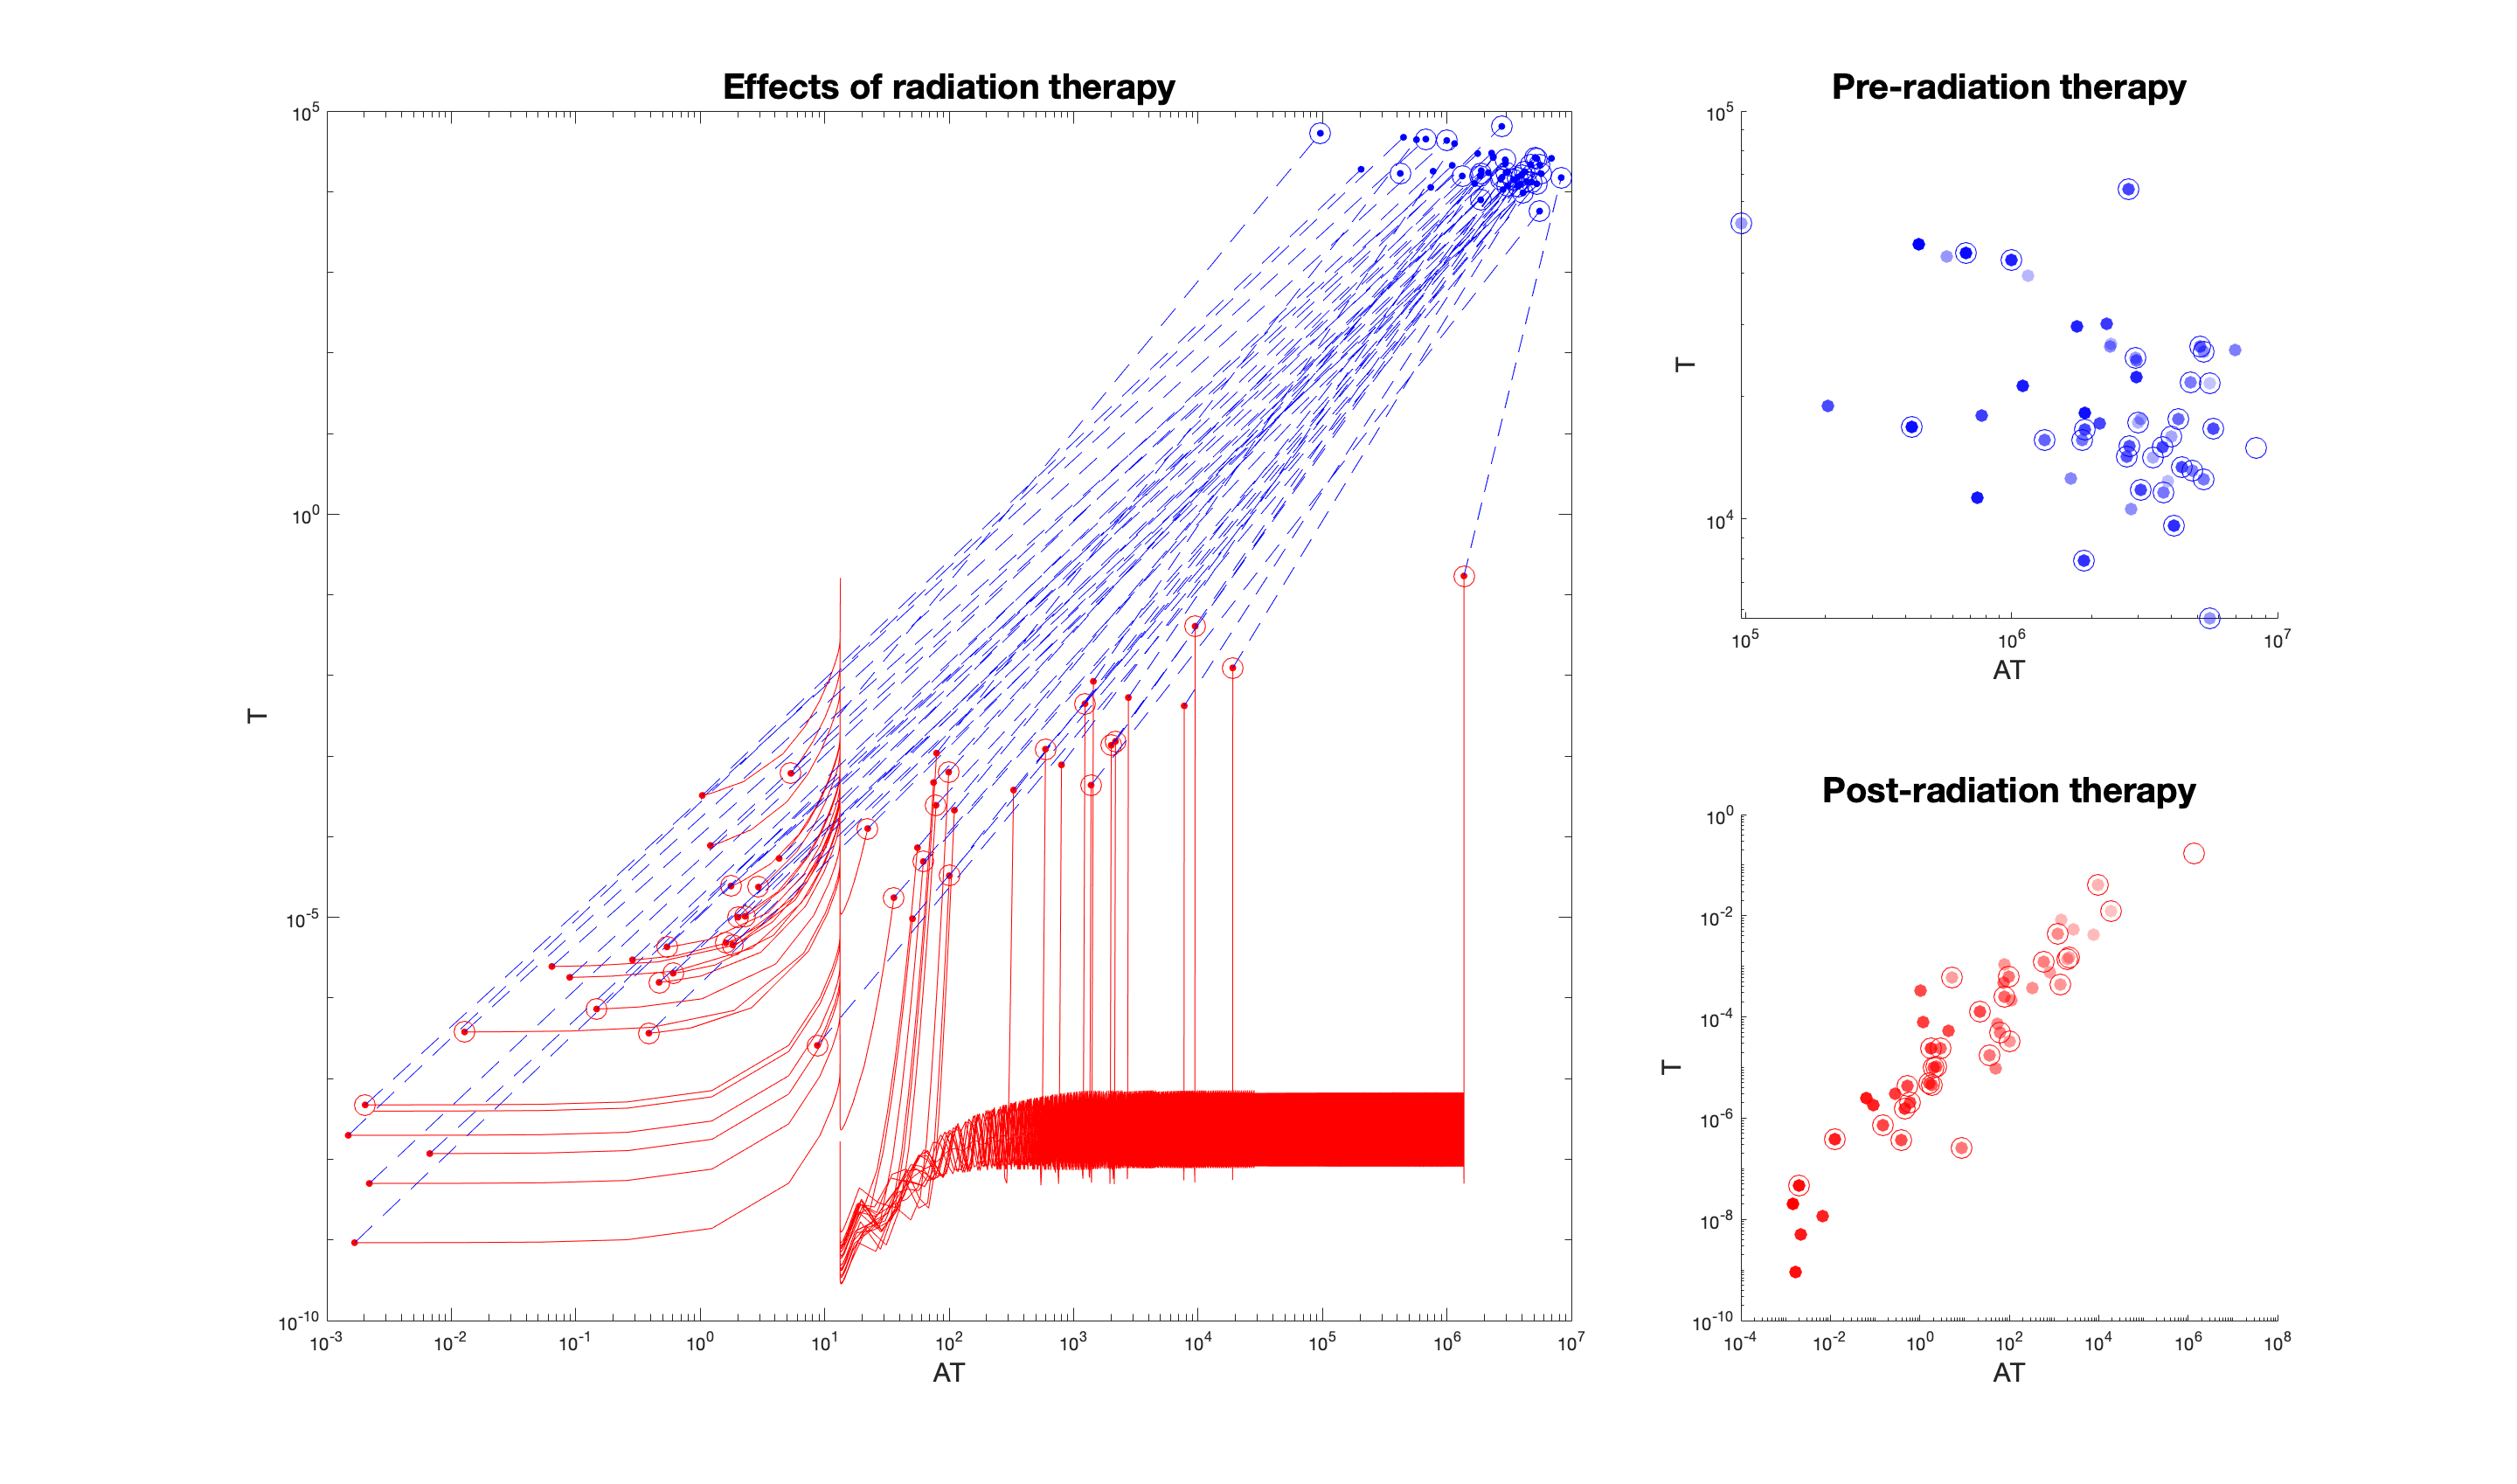 Effects of radiation therapy
10^5
10^0
10^-5
10^-10
T
10^-3 10^-2 10^-1 10^0 10^1 10^2 10^3 10^4 10^5 10^6 10^7
AT
Pre-radiation therapy
10^5
10^4
T
10^5 10^6 10^7
AT
Post-radiation therapy
10^0
10^-2
10^-4
10^-6
10^-8
10^-10
T
10^-4 10^-2 10^0 10^2 10^4 10^6 10^8
AT